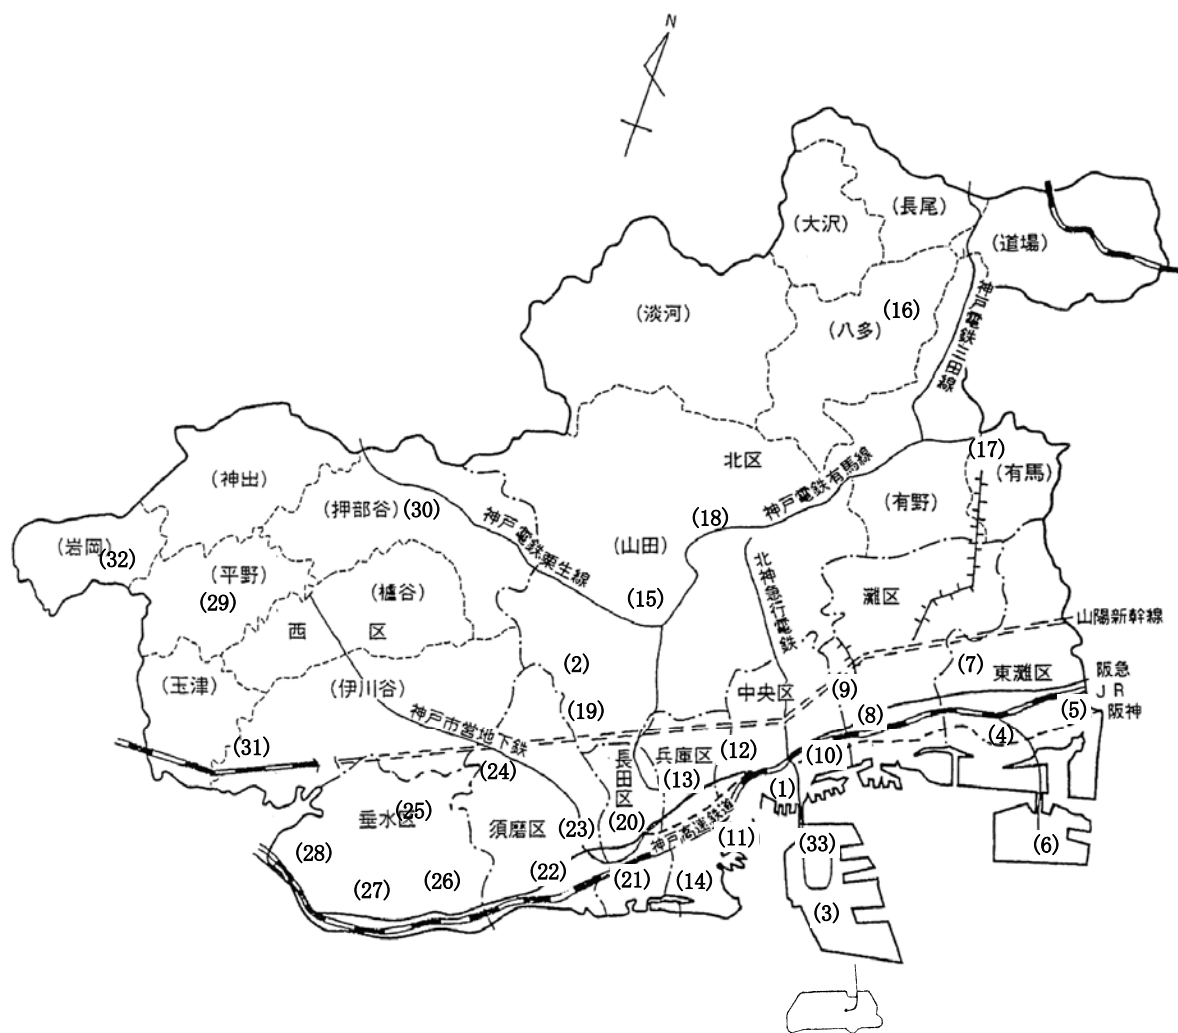 N
(大沢)
(長尾)
(道場)
(淡河)
(16)
(八多)
神戸電鉄三田線
北区
(17)
(有馬)
(神出)
(押部谷)
(30)
神戸電鉄有馬線
(有野)
(18)
神戸電鉄粟生線
(山田)
(岩岡)
(32)
(平野)
(29)
(櫨谷)
(15)
北神急行電鉄
灘区
西区
山陽新幹線
(玉津)
(伊川谷)
(2)
(7)
東灘区
阪急
JR
阪神
中央区
(9)
(19)
(8)
(5)
(4)
神戸市営地下鉄
(31)
(24)
長田区
兵庫区
(12)
(10)
(13)
(1)
垂水区
(25)
須磨区
(23)
(20)
神戸高速鉄道
(11)
(33)
(6)
(28)
(27)
(26)
(22)
(21)
(14)
(3)